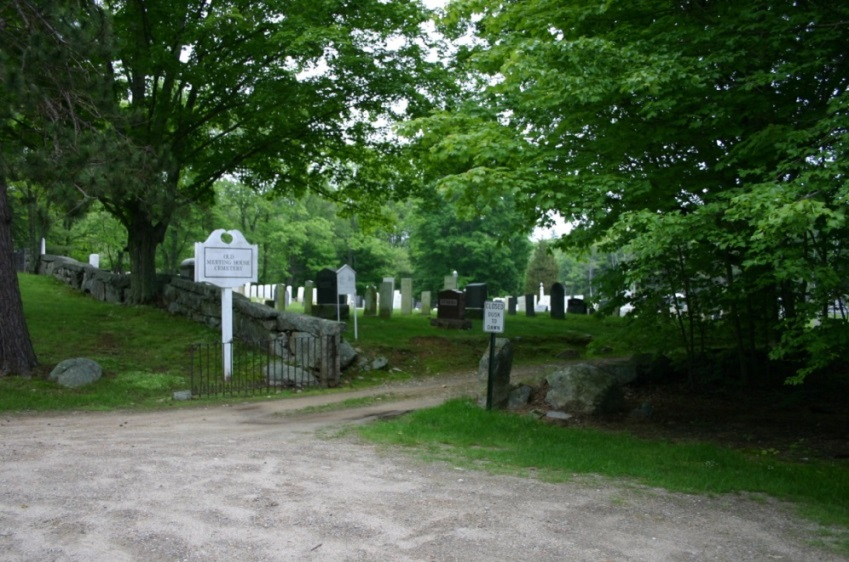 OLD
MEETING HOUSE
CEMETERY
CLOSED
DUSK
TO
DAWN